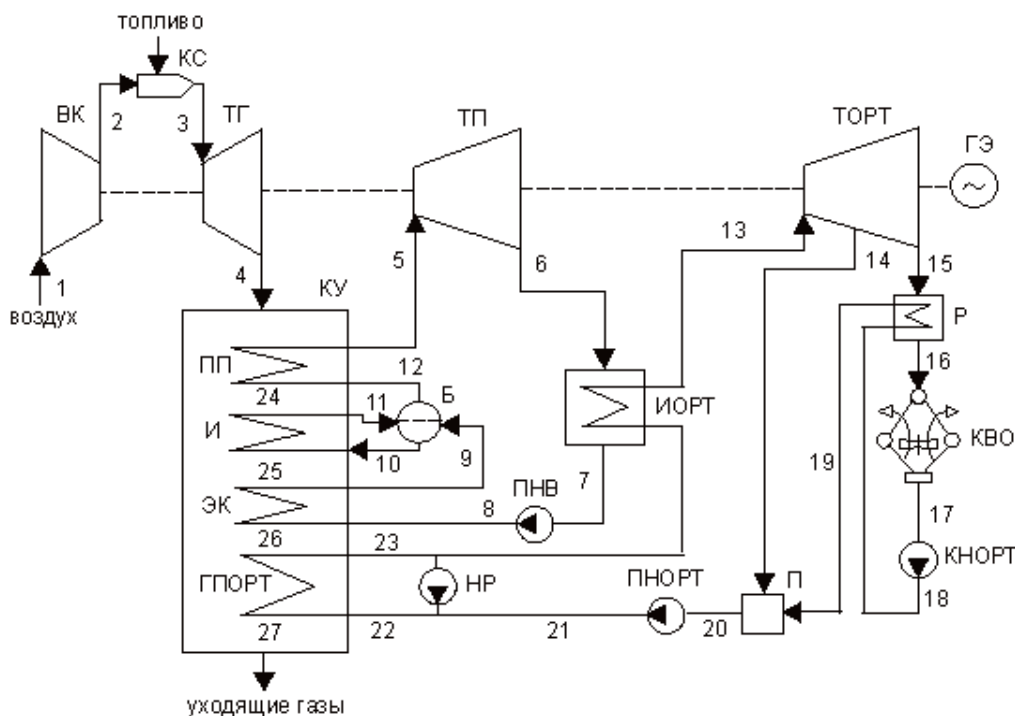 топливо
КС
ВК
2
3
ТГ
ТП
ТОРТ
ГЭ
~
1
воздух
4
5
6
13
14
15
КУ
Р
ПП
12
16
24
11
Б
ИОРТ
И
10
9
19
КВО
25
7
ЭК
8
ПНВ
17
26
23
КНОРТ
ГПОРТ
НР
ПНОРТ
П
18
27
22
21
20
уходящие газы